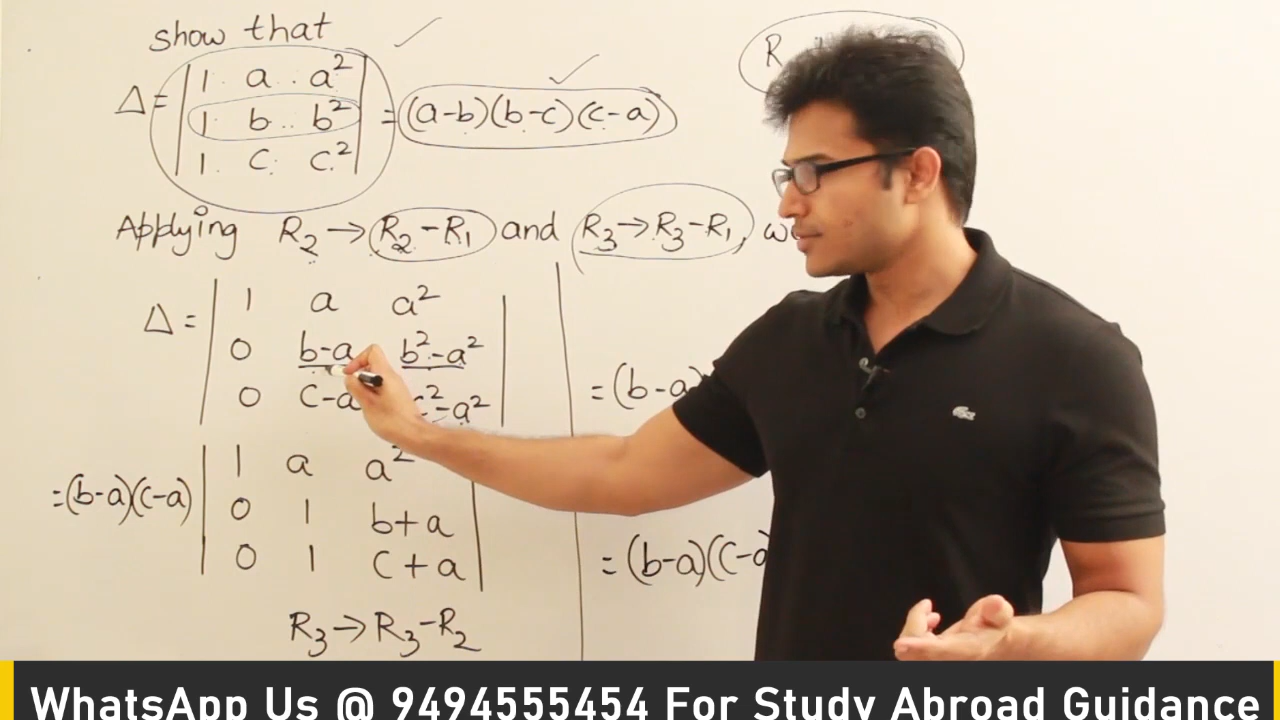 show that
Δ = | 1 a a² |
| 1 b b² | = (a-b)(b-c)(c-a)
| 1 c c² |
R
Applying R₂ → R₂ - R₁ and R₃ → R₃ - R₁, w
Δ = | 1 a a² |
| 0 b-a b²-a² |
| 0 c-a c²-a² |
= (b-a)(c-a) | 1 a a² |
| 0 1 b+a |
| 0 1 c+a |
R₃ → R₃ - R₂
= (b-a)
= (b-a)(c-a
WhatsApp Us @ 9494555454 For Study Abroad Guidance